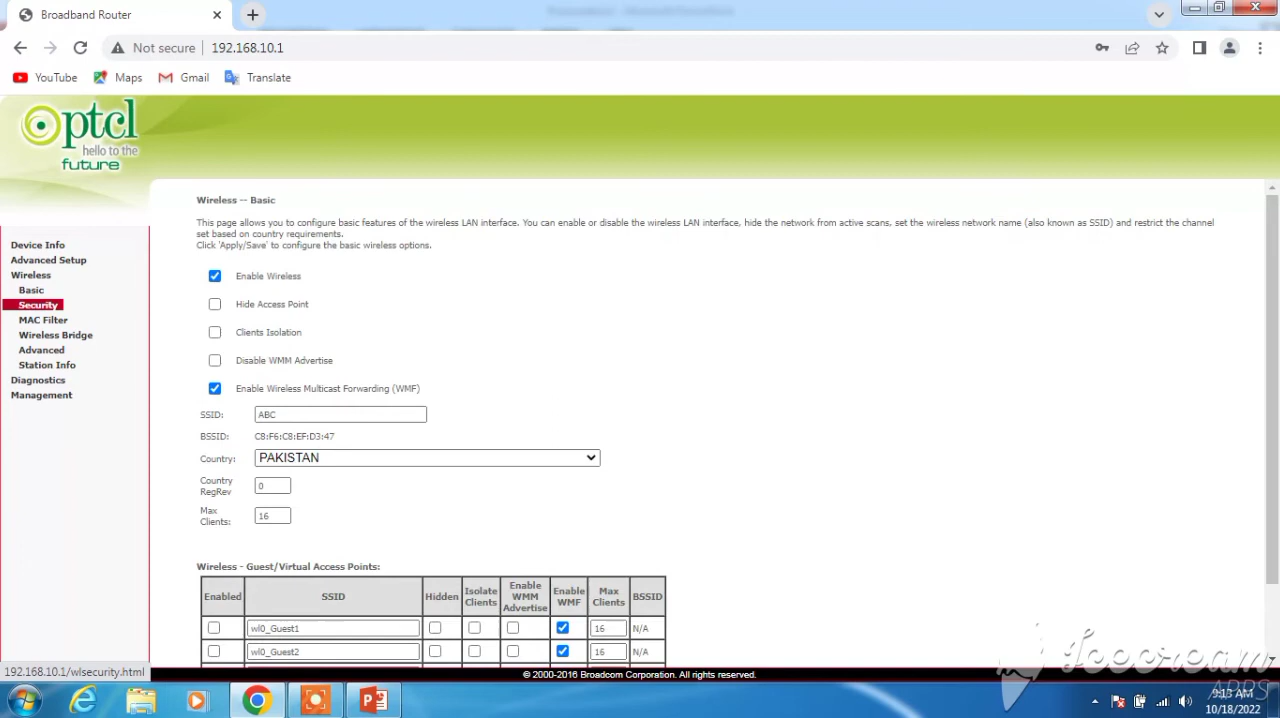 Broadband Router
Not secure
192.168.10.1
YouTube
Maps
Gmail
Translate
ptcl
hello to the
future
Device Info
Advanced Setup
Wireless
Basic
Security
MAC Filter
Wireless Bridge
Advanced
Station Info
Diagnostics
Management
Wireless -- Basic
This page allows you to configure basic features of the wireless LAN interface. You can enable or disable the wireless LAN interface, hide the network from active scans, set the wireless network name (also known as SSID) and restrict the channel
set based on country requirements.
Click 'Apply/Save' to configure the basic wireless options.
Enable Wireless
Hide Access Point
Clients Isolation
Disable WMM Advertise
Enable Wireless Multicast Forwarding (WMF)
SSID: ABC
BSSID: C8:F6:C8:EF:D3:47
Country: PAKISTAN
Country
RegRev
0
Max
Clients:
16
Wireless - Guest/Virtual Access Points:
Enabled
SSID
Hidden
Isolate
Clients
Enable
WMM
Advertise
Enable
WMF
Max
Clients
BSSID
wl0_Guest1 16 N/A
wl0_Guest2 16 N/A
192.168.10.1/wlsecurity.html
© 2000-2016 Broadcom Corporation. All rights reserved.
Icecream
APPS
9:13 AM
10/18/2022